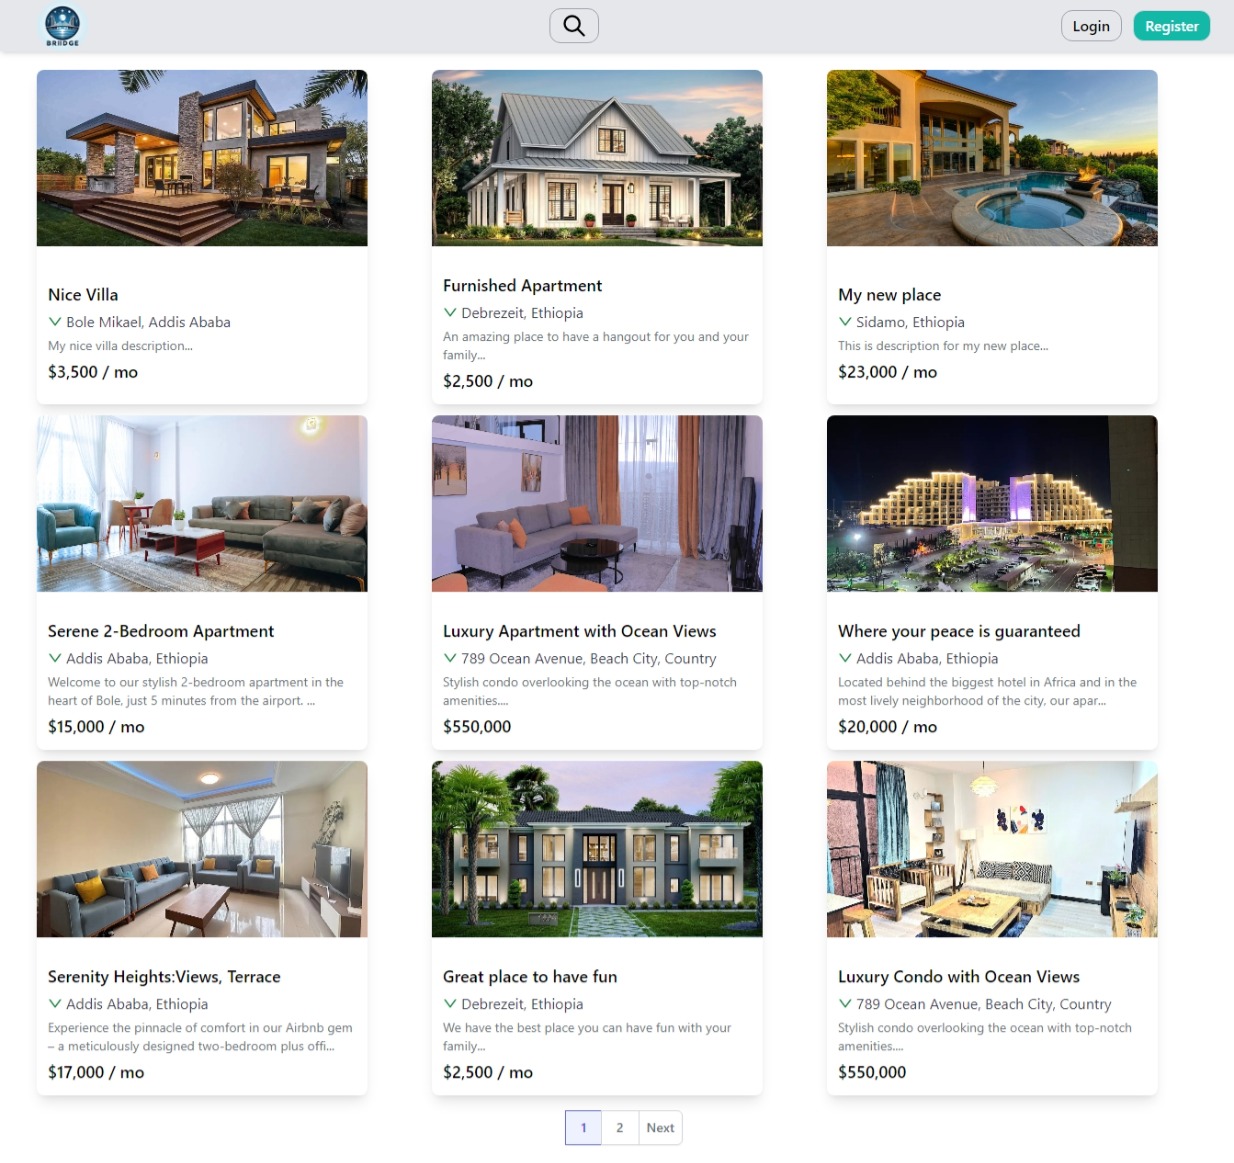 BRIIDGE
Login
Register
Nice Villa
Bole Mikael, Addis Ababa
My nice villa description...
$3,500 / mo
Furnished Apartment
Debrezeit, Ethiopia
An amazing place to have a hangout for you and your
family...
$2,500 / mo
My new place
Sidamo, Ethiopia
This is description for my new place...
$23,000 / mo
Serene 2-Bedroom Apartment
Addis Ababa, Ethiopia
Welcome to our stylish 2-bedroom apartment in the
heart of Bole, just 5 minutes from the airport. ...
$15,000 / mo
Luxury Apartment with Ocean Views
789 Ocean Avenue, Beach City, Country
Stylish condo overlooking the ocean with top-notch
amenities....
$550,000
Where your peace is guaranteed
Addis Ababa, Ethiopia
Located behind the biggest hotel in Africa and in the
most lively neighborhood of the city, our apar...
$20,000 / mo
Serenity Heights:Views, Terrace
Addis Ababa, Ethiopia
Experience the pinnacle of comfort in our Airbnb gem
– a meticulously designed two-bedroom plus offi...
$17,000 / mo
Great place to have fun
Debrezeit, Ethiopia
We have the best place you can have fun with your
family...
$2,500 / mo
Luxury Condo with Ocean Views
789 Ocean Avenue, Beach City, Country
Stylish condo overlooking the ocean with top-notch
amenities....
$550,000
1
2
Next